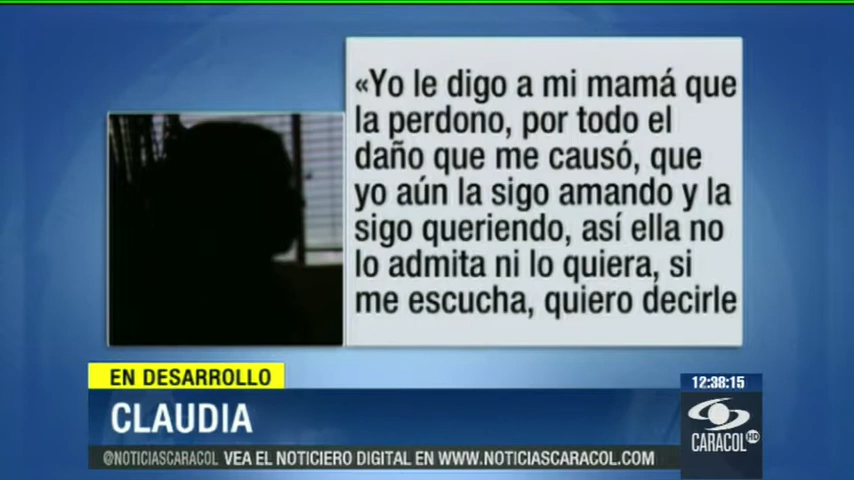 «Yo le digo a mi mamá que
la perdono, por todo el
daño que me causó, que
yo aún la sigo amando y la
sigo queriendo, así ella no
lo admita ni lo quiera, si
me escucha, quiero decirle
EN DESARROLLO
CLAUDIA
12:38:15
CARACOL HD
@NOTICIASCARACOL VEA EL NOTICIERO DIGITAL EN WWW.NOTICIASCARACOL.COM